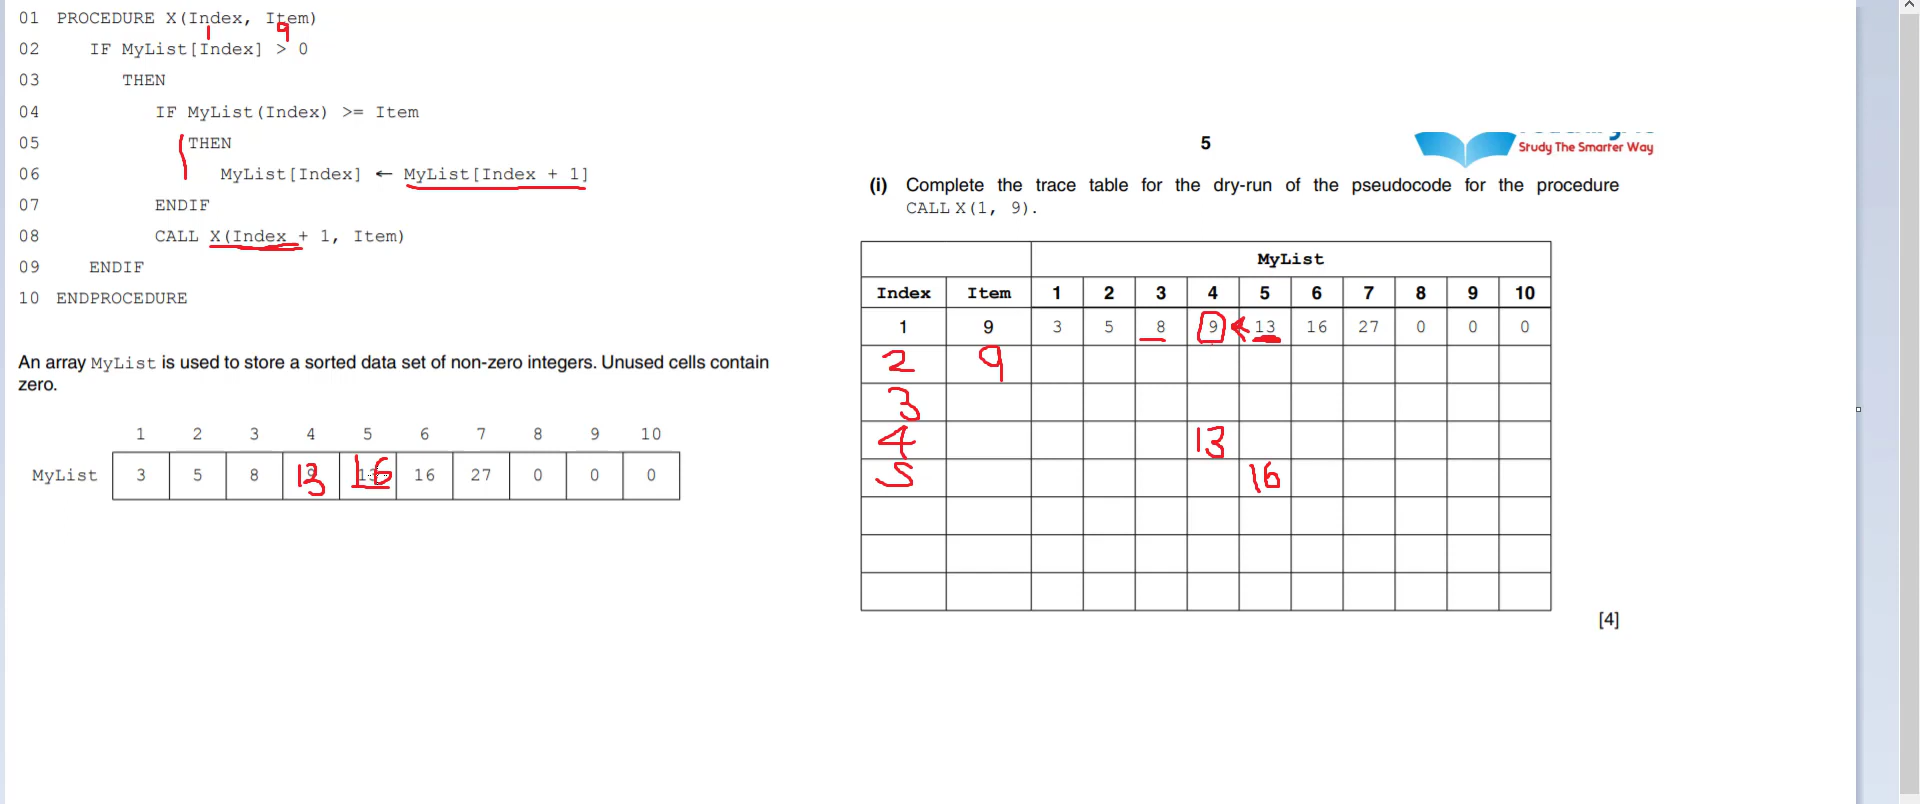 01 PROCEDURE X(Index, Item)
1 9
02 IF MyList[Index] > 0
03 THEN
04 IF MyList(Index) >= Item
05 THEN
06 MyList[Index] ← MyList[Index + 1]
07 ENDIF
08 CALL X(Index + 1, Item)
09 ENDIF
10 ENDPROCEDURE
An array MyList is used to store a sorted data set of non-zero integers. Unused cells contain
zero.
1 2 3 4 5 6 7 8 9 10
MyList 3 5 8 13 16 16 27 0 0 0
5
Study The Smarter Way
(i) Complete the trace table for the dry-run of the pseudocode for the procedure
CALL X(1, 9).
MyList
Index Item 1 2 3 4 5 6 7 8 9 10
1 9 3 5 8 9 13 16 27 0 0 0
2 9
3
4 13
5 16
[4]